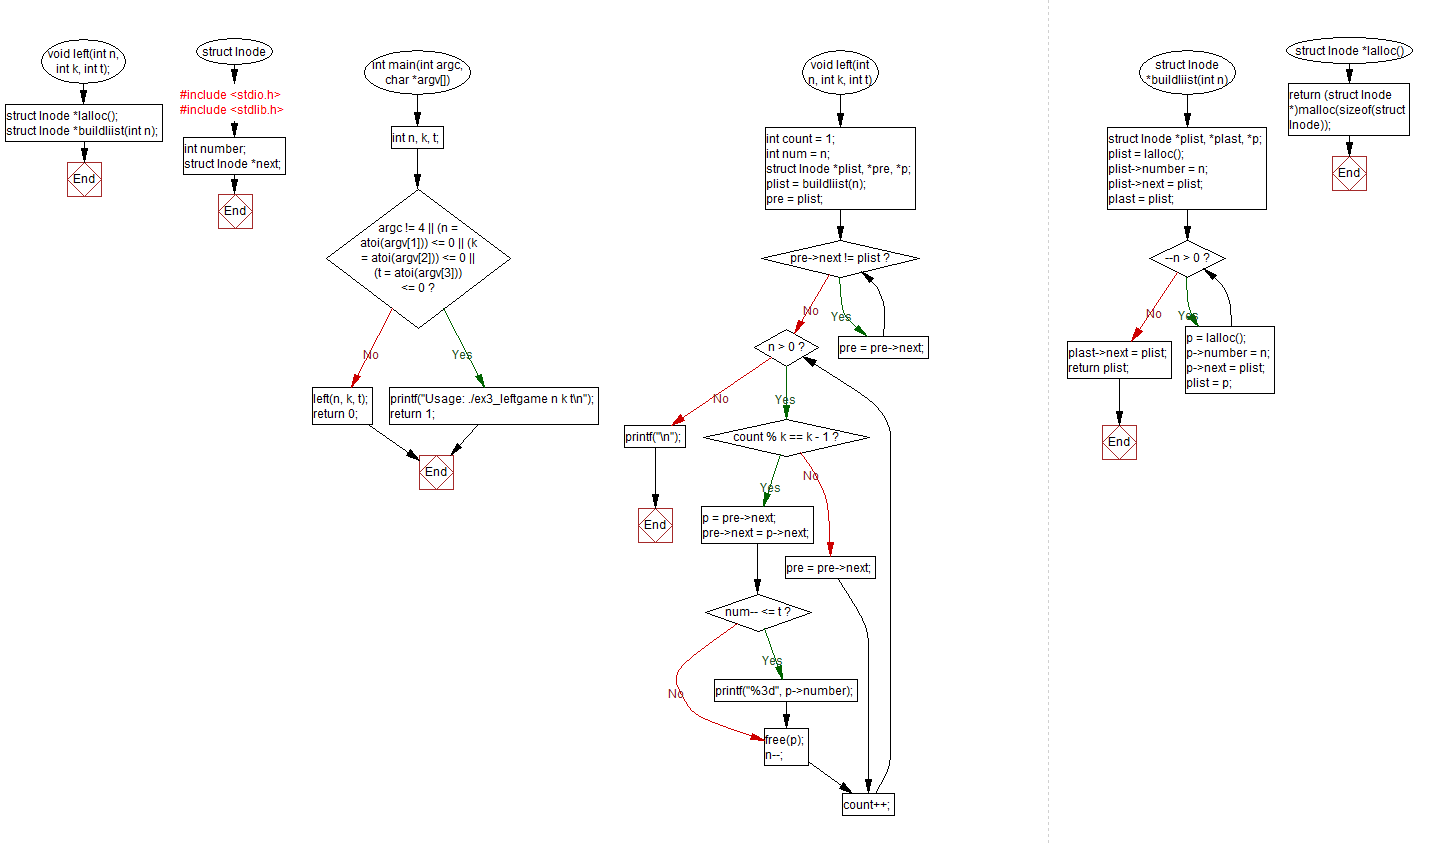 void left(int n,
int k, int t);
struct lnode *lalloc();
struct lnode *buildliist(int n);
End
struct lnode
#include <stdio.h>
#include <stdlib.h>
int number;
struct lnode *next;
End
int main(int argc,
char *argv[])
int n, k, t;
argc != 4 || (n =
atoi(argv[1])) <= 0 || (k
= atoi(argv[2])) <= 0 ||
(t = atoi(argv[3]))
<= 0 ?
No
Yes
left(n, k, t);
return 0;
printf("Usage: ./ex3_leftgame n k t\n");
return 1;
End
void left(int
n, int k, int t)
int count = 1;
int num = n;
struct lnode *plist, *pre, *p;
plist = buildliist(n);
pre = plist;
pre->next != plist ?
No
Yes
pre = pre->next;
n > 0 ?
No
Yes
printf("\n");
End
count % k == k - 1 ?
Yes
No
p = pre->next;
pre->next = p->next;
pre = pre->next;
num-- <= t ?
Yes
No
printf("%3d", p->number);
free(p);
n--;
count++;
struct lnode
*buildliist(int n)
struct lnode *plist, *plast, *p;
plist = lalloc();
plist->number = n;
plist->next = plist;
plast = plist;
--n > 0 ?
No
Yes
plast->next = plist;
return plist;
p = lalloc();
p->number = n;
p->next = plist;
plist = p;
End
struct lnode *lalloc()
return (struct lnode
*)malloc(sizeof(struct
lnode));
End